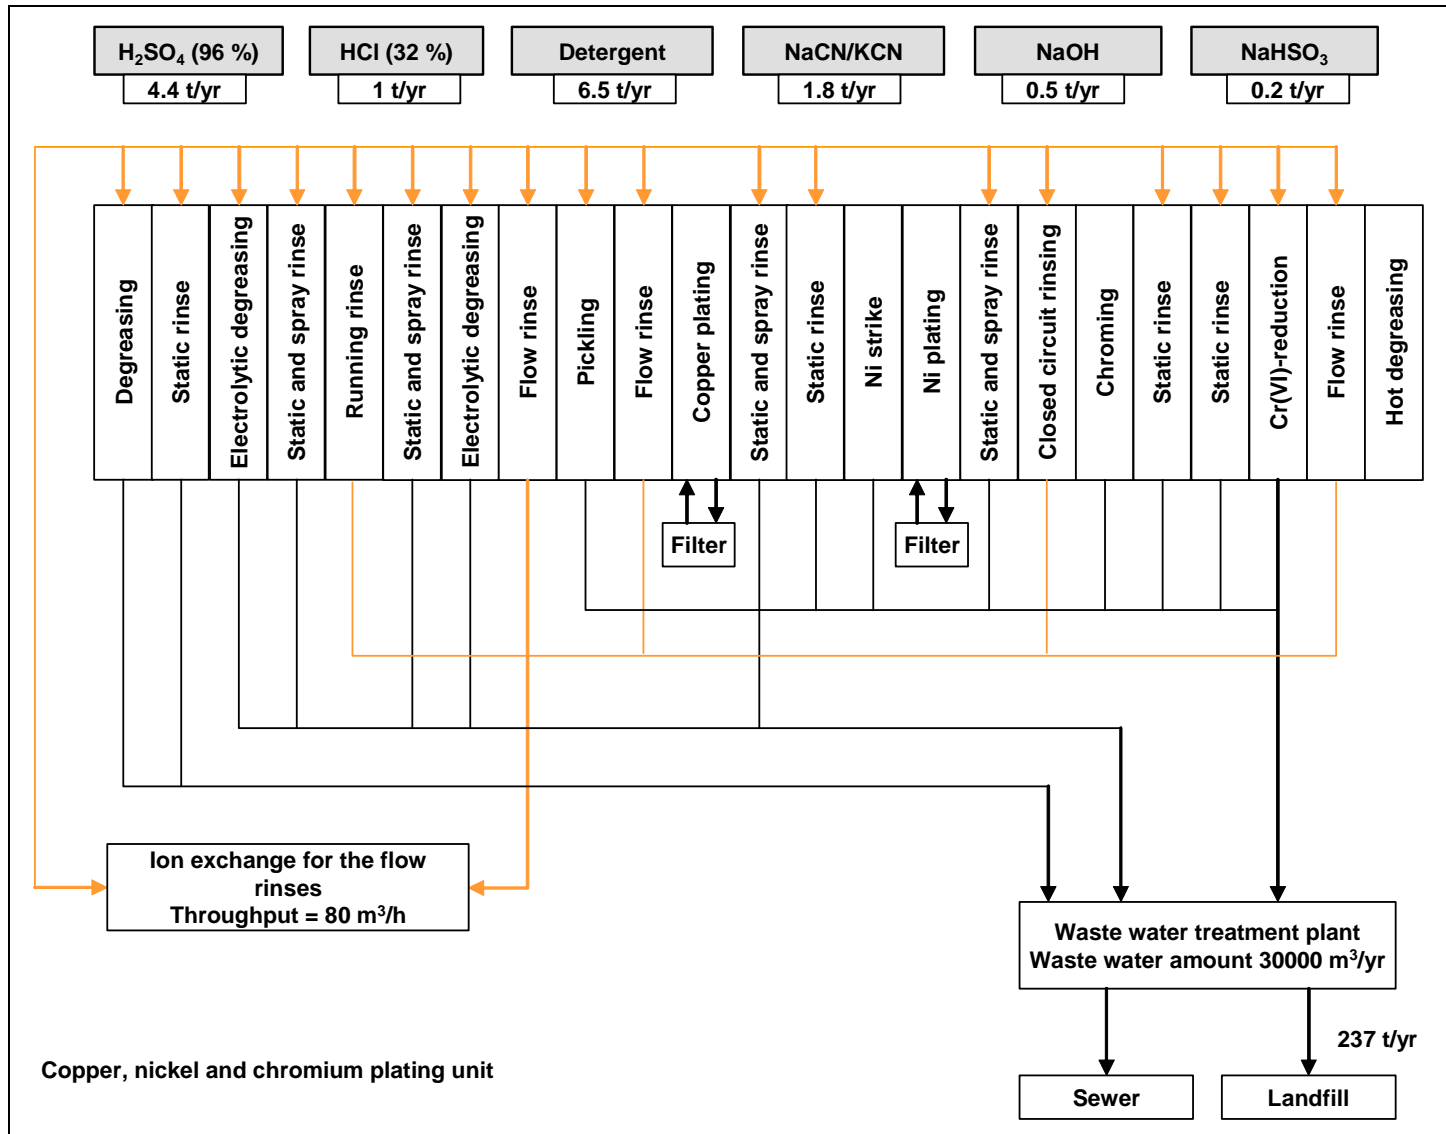 H₂SO₄ (96 %)
HCl (32 %)
Detergent
NaCN/KCN
NaOH
NaHSO₃
4.4 t/yr
1 t/yr
6.5 t/yr
1.8 t/yr
0.5 t/yr
0.2 t/yr
Degreasing
Static rinse
Electrolytic degreasing
Static and spray rinse
Running rinse
Static and spray rinse
Electrolytic degreasing
Flow rinse
Pickling
Flow rinse
Copper plating
Static and spray rinse
Static rinse
Ni strike
Ni plating
Static and spray rinse
Closed circuit rinsing
Chroming
Static rinse
Static rinse
Cr(VI)-reduction
Flow rinse
Hot degreasing
Filter
Filter
Ion exchange for the flow
rinses
Throughput = 80 m³/h
Waste water treatment plant
Waste water amount 30000 m³/yr
237 t/yr
Copper, nickel and chromium plating unit
Sewer
Landfill